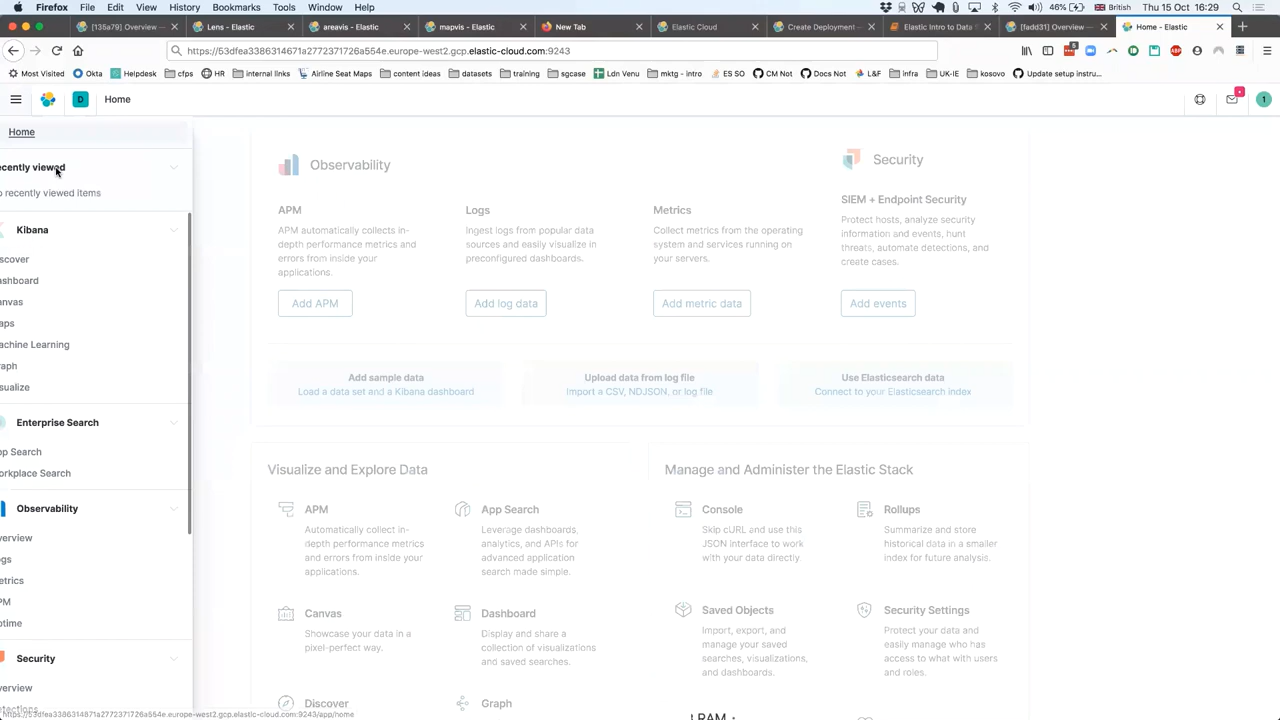 Firefox File Edit View History Bookmarks Tools Window Help
46% British Thu 15 Oct 16:29
[135a79] Overview
Lens - Elastic
areavis - Elastic
mapvis - Elastic
New Tab
Elastic Cloud
Create Deployment
Elastic Intro to Data
[fadd31] Overview
Home - Elastic
https://53dfea3386314671a2772371726a554e.europe-west2.gcp.elastic-cloud.com:9243
Most Visited Okta Helpdesk cfps HR internal links Airline Seat Maps content ideas datasets training sgcase Ldn Venu mktg - intro ES SO CM Not Docs Not L&F infra UK-IE kosovo Update setup instru...
D Home 1
Home
ecently viewed
o recently viewed items
Kibana
iscover
ashboard
anvas
aps
achine Learning
raph
isualize
Enterprise Search
pp Search
orkplace Search
Observability
verview
gs
etrics
PM
ptime
Security
verview
etections
https://53dfea3386314671a2772371726a554e.europe-west2.gcp.elastic-cloud.com:9243/app/home
Observability
APM
APM automatically collects in-
depth performance metrics and
errors from inside your
applications.
Add APM
Logs
Ingest logs from popular data
sources and easily visualize in
preconfigured dashboards.
Add log data
Metrics
Collect metrics from the operating
system and services running on
your servers.
Add metric data
Security
SIEM + Endpoint Security
Protect hosts, analyze security
information and events, hunt
threats, automate detections, and
create cases.
Add events
Add sample data
Load a data set and a Kibana dashboard
Upload data from log file
Import a CSV, NDJSON, or log file
Use Elasticsearch data
Connect to your Elasticsearch index
Visualize and Explore Data
APM
Automatically collect in-
depth performance metrics
and errors from inside your
applications.
App Search
Leverage dashboards,
analytics, and APIs for
advanced application
search made simple.
Canvas
Showcase your data in a
pixel-perfect way.
Dashboard
Display and share a
collection of visualizations
and saved searches.
Discover
Graph
Manage and Administer the Elastic Stack
Console
Skip cURL and use this
JSON interface to work
with your data directly.
Rollups
Summarize and store
historical data in a smaller
index for future analysis.
Saved Objects
Import, export, and
manage your saved
searches, visualizations,
and dashboards.
Security Settings
Protect your data and
easily manage who has
access to what with users
and roles.